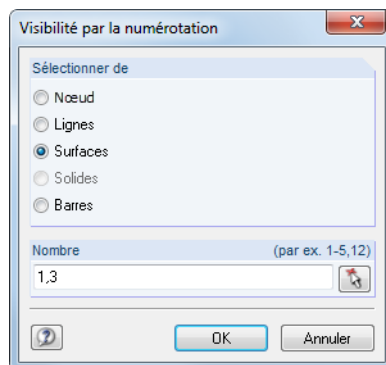 Visibilité par la numérotation
Sélectionner de
Nœud
Lignes
Surfaces
Solides
Barres
Nombre (par ex. 1-5,12)
1,3
OK Annuler